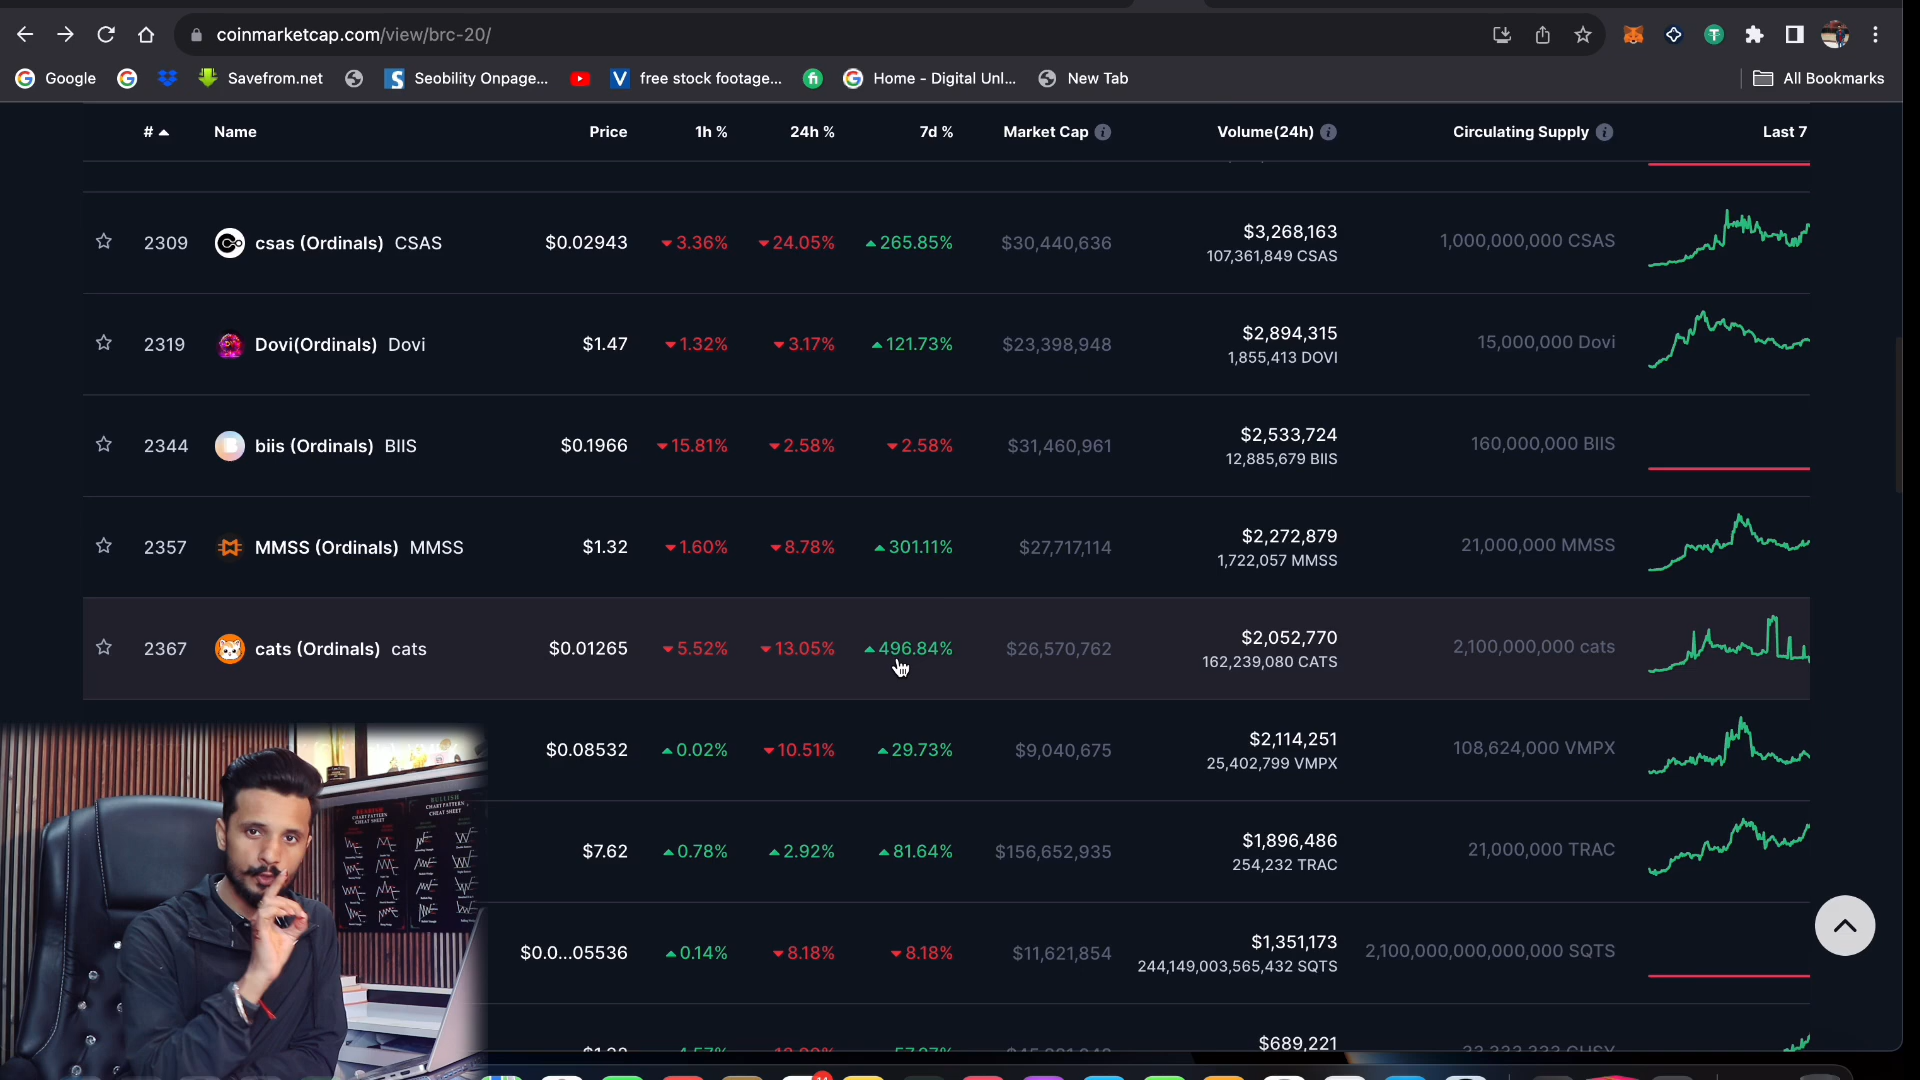 coinmarketcap.com/view/brc-20/
Google Savefrom.net Seobility Onpage... free stock footage... Home - Digital Unl... New Tab All Bookmarks
# Name Price 1h % 24h % 7d % Market Cap Volume(24h) Circulating Supply Last 7
2309 csas (Ordinals) CSAS $0.02943 3.36% 24.05% 265.85% $30,440,636 $3,268,163 1,000,000,000 CSAS
107,361,849 CSAS
2319 Dovi(Ordinals) Dovi $1.47 1.32% 3.17% 121.73% $23,398,948 $2,894,315 15,000,000 Dovi
1,855,413 DOVI
2344 biis (Ordinals) BIIS $0.1966 15.81% 2.58% 2.58% $31,460,961 $2,533,724 160,000,000 BIIS
12,885,679 BIIS
2357 MMSS (Ordinals) MMSS $1.32 1.60% 8.78% 301.11% $27,717,114 $2,272,879 21,000,000 MMSS
1,722,057 MMSS
2367 cats (Ordinals) cats $0.01265 5.52% 13.05% 496.84% $26,570,762 $2,052,770 2,100,000,000 cats
162,239,080 CATS
$0.08532 0.02% 10.51% 29.73% $9,040,675 $2,114,251 108,624,000 VMPX
25,402,799 VMPX
$7.62 0.78% 2.92% 81.64% $156,652,935 $1,896,486 21,000,000 TRAC
254,232 TRAC
$0.0...05536 0.14% 8.18% 8.18% $11,621,854 $1,351,173 2,100,000,000,000,000 SQTS
244,149,003,565,432 SQTS
$689,221
BEARISH
CHART PATTERN
CHEAT SHEET
BULLISH
CHART PATTERN
CHEAT SHEET